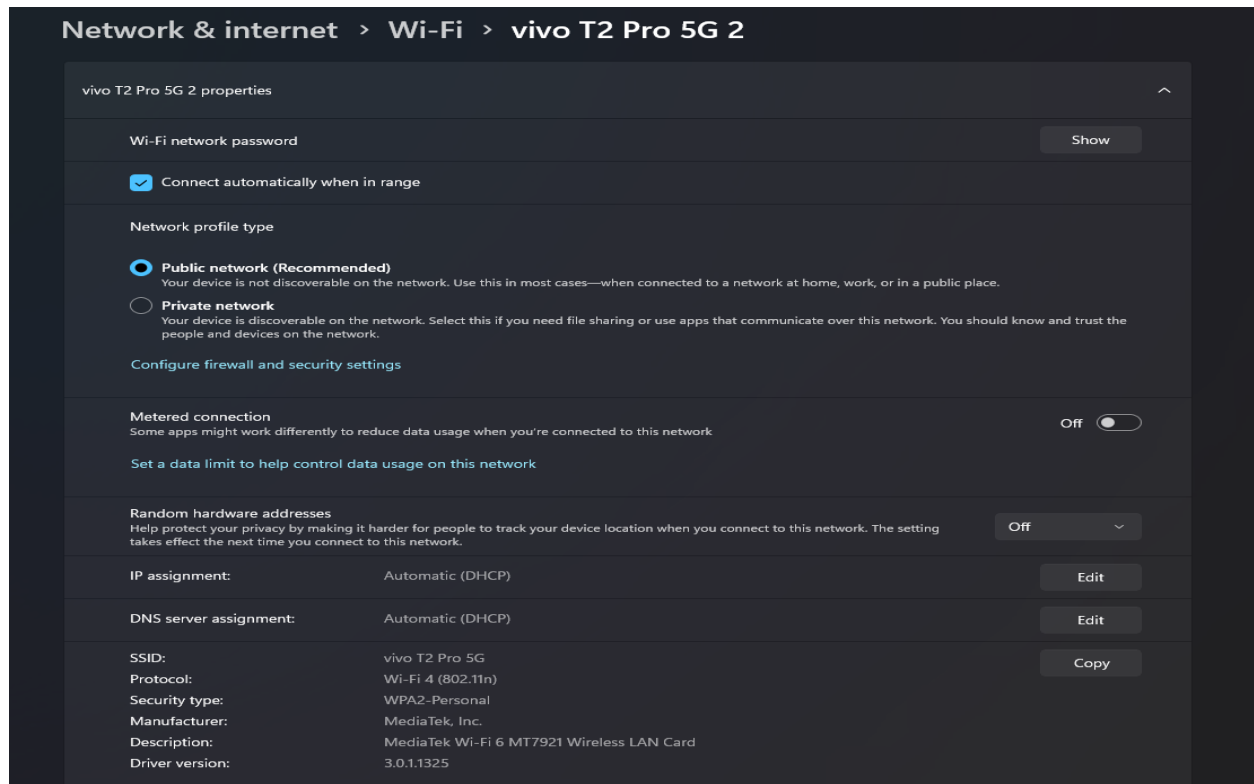 Network & internet > Wi-Fi > vivo T2 Pro 5G 2
vivo T2 Pro 5G 2 properties
Wi-Fi network password Show
Connect automatically when in range
Network profile type
Public network (Recommended)
Your device is not discoverable on the network. Use this in most cases—when connected to a network at home, work, or in a public place.
Private network
Your device is discoverable on the network. Select this if you need file sharing or use apps that communicate over this network. You should know and trust the
people and devices on the network.
Configure firewall and security settings
Metered connection
Some apps might work differently to reduce data usage when you're connected to this network
Off
Set a data limit to help control data usage on this network
Random hardware addresses
Help protect your privacy by making it harder for people to track your device location when you connect to this network. The setting
takes effect the next time you connect to this network.
Off
IP assignment: Automatic (DHCP) Edit
DNS server assignment: Automatic (DHCP) Edit
SSID: vivo T2 Pro 5G Copy
Protocol: Wi-Fi 4 (802.11n)
Security type: WPA2-Personal
Manufacturer: MediaTek, Inc.
Description: MediaTek Wi-Fi 6 MT7921 Wireless LAN Card
Driver version: 3.0.1.1325